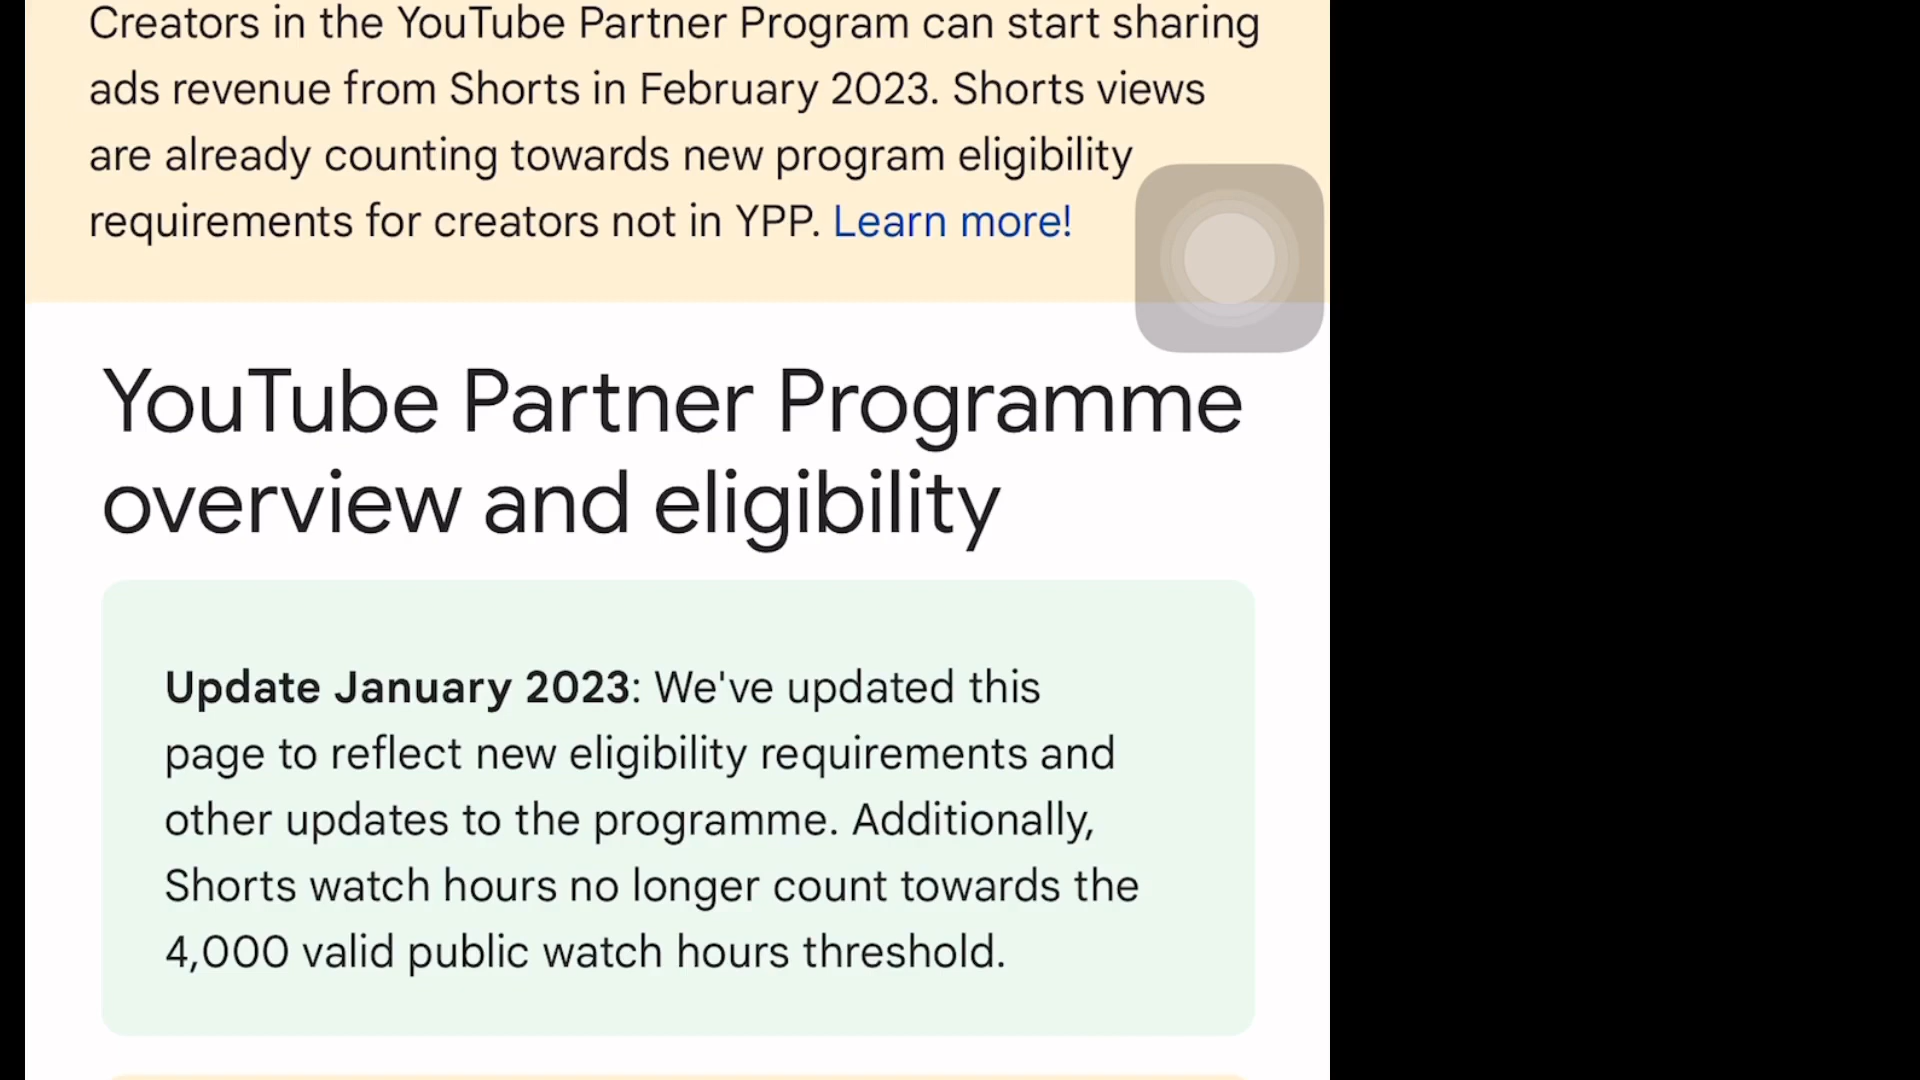 Creators in the YouTube Partner Program can start sharing
ads revenue from Shorts in February 2023. Shorts views
are already counting towards new program eligibility
requirements for creators not in YPP. Learn more!
YouTube Partner Programme
overview and eligibility
Update January 2023: We've updated this
page to reflect new eligibility requirements and
other updates to the programme. Additionally,
Shorts watch hours no longer count towards the
4,000 valid public watch hours threshold.